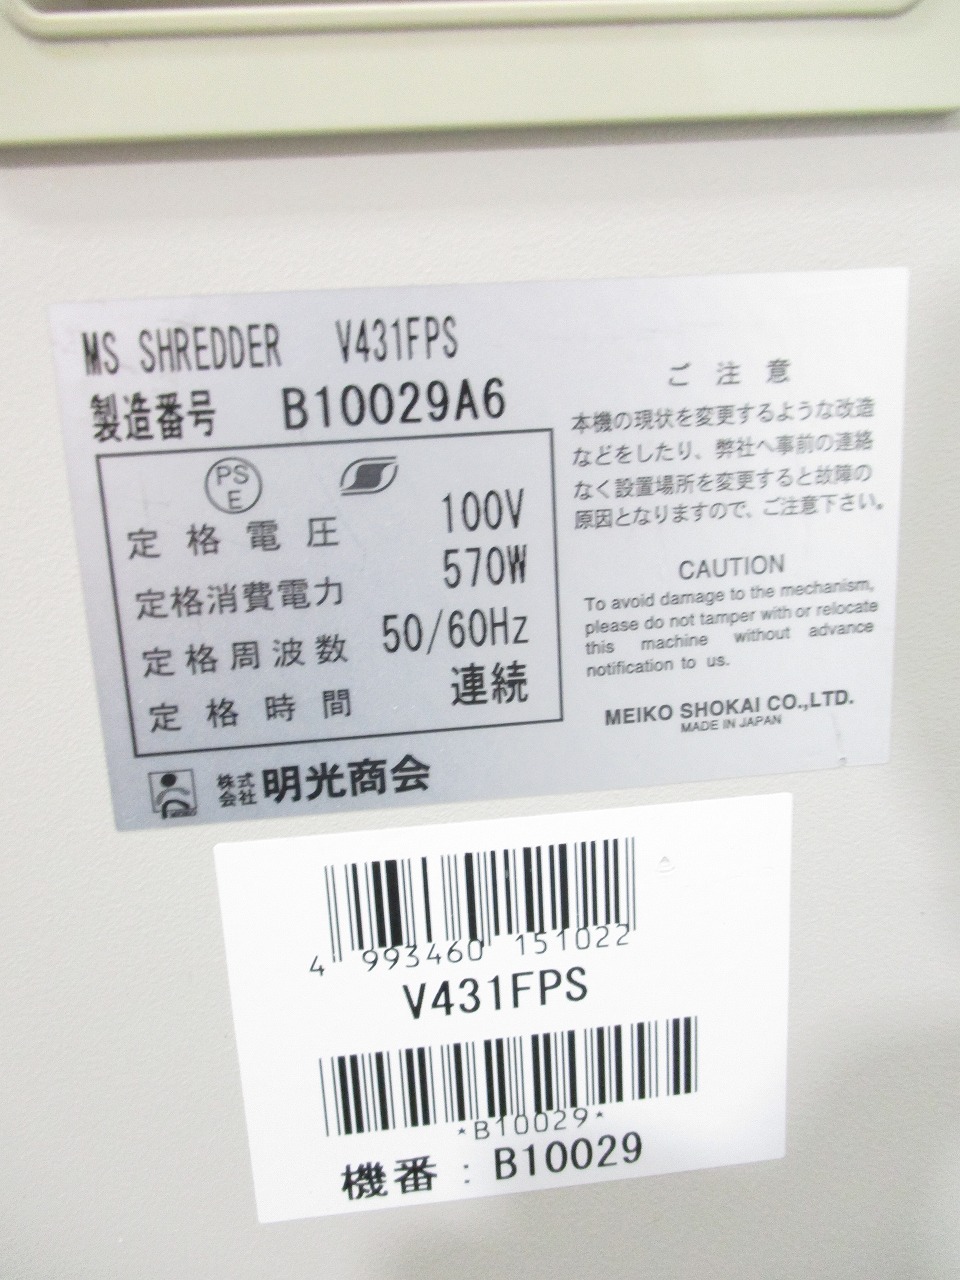 MS SHREDDER V431FPS
製造番号 B10029A6
PS
E
定格電圧 100V
定格消費電力 570W
定格周波数 50/60Hz
定格時間 連続
株式会社 明光商会
ご注意
本機の現状を変更するような改造
などをしたり、弊社へ事前の連絡
なく設置場所を変更すると故障の
原因となりますので、ご注意下さい。
CAUTION
To avoid damage to the mechanism,
please do not tamper with or relocate
this machine without advance
notification to us.
MEIKO SHOKAI CO.,LTD.
MADE IN JAPAN
4 993460 151022
V431FPS
*B10029*
機番：B10029